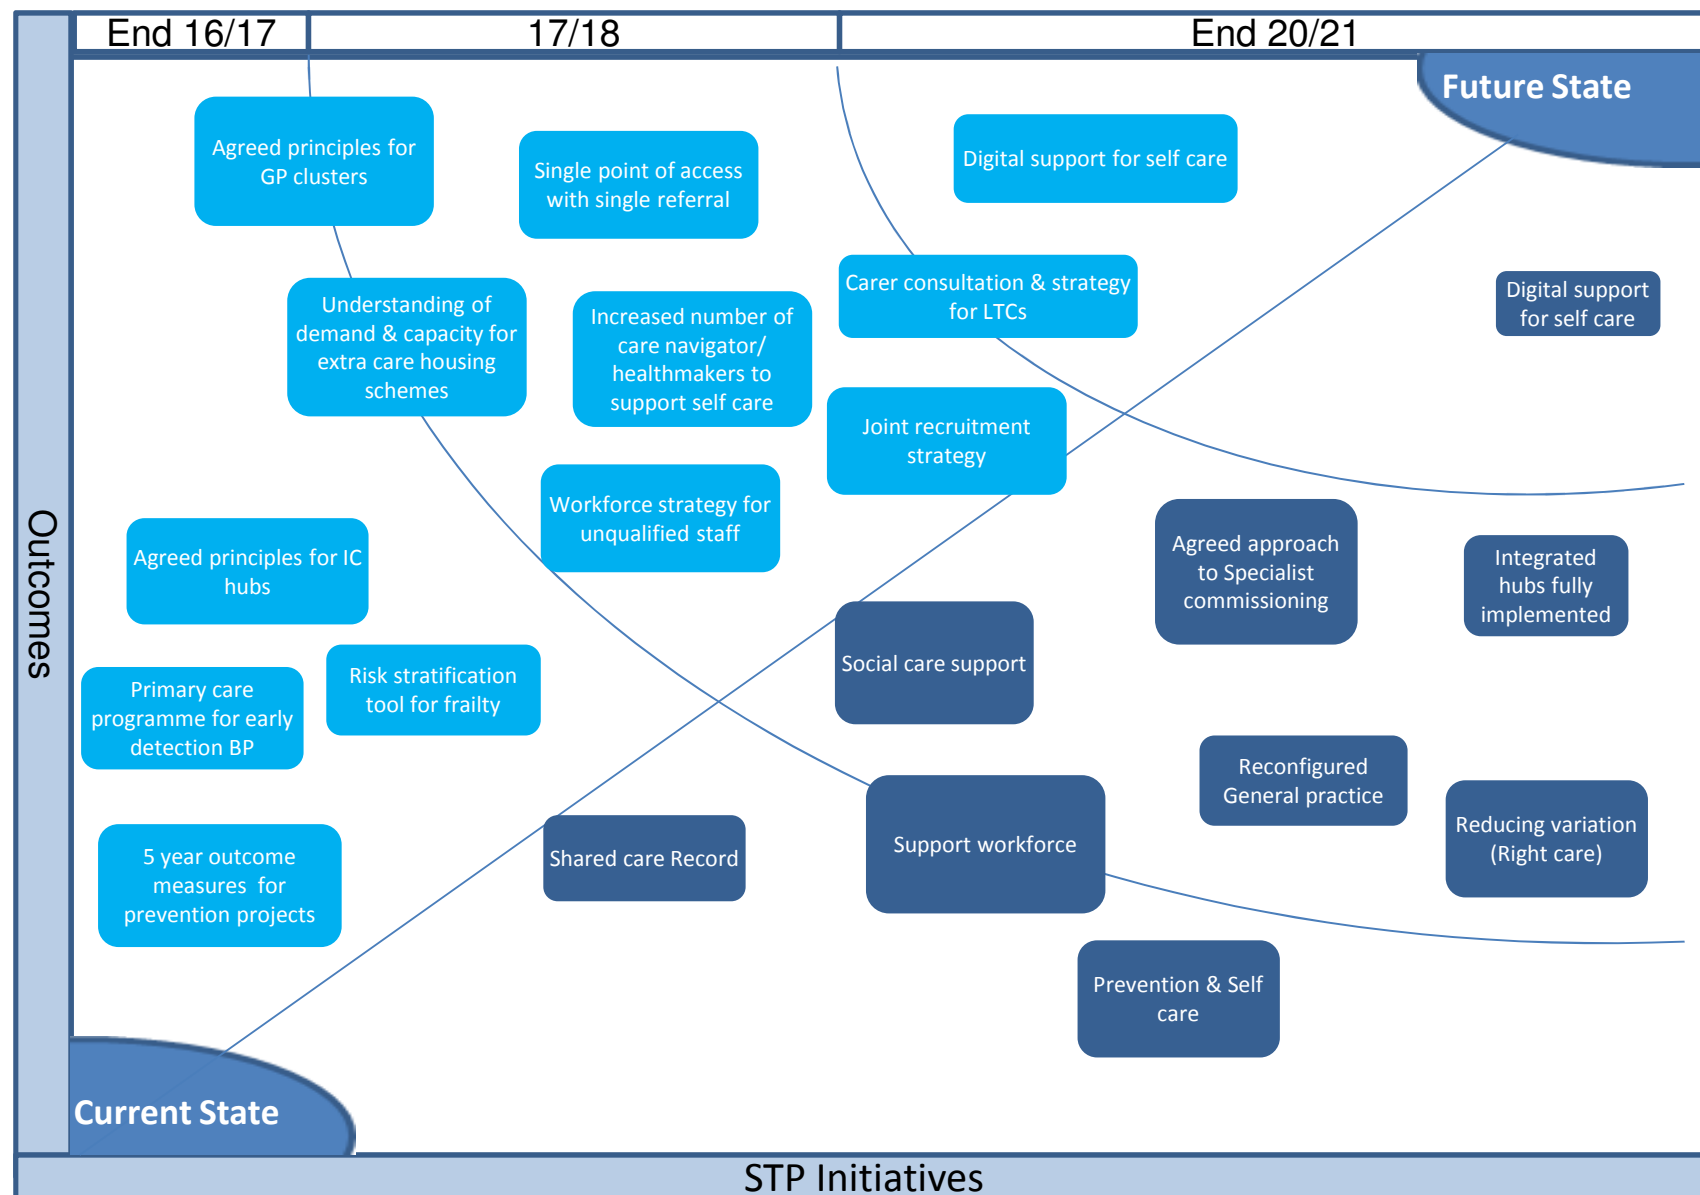 End 16/17
17/18
End 20/21
Future State
Agreed principles for
GP clusters
Single point of access
with single referral
Digital support for self care
Understanding of
demand & capacity for
extra care housing
schemes
Increased number of
care navigator/
healthmakers to
support self care
Carer consultation & strategy
for LTCs
Digital support
for self care
Joint recruitment
strategy
Workforce strategy for
unqualified staff
Outcomes
Agreed principles for IC
hubs
Agreed approach
to Specialist
commissioning
Integrated
hubs fully
implemented
Primary care
programme for early
detection BP
Risk stratification
tool for frailty
Social care support
Reconfigured
General practice
Reducing variation
(Right care)
5 year outcome
measures  for
prevention projects
Shared care Record
Support workforce
Prevention & Self
care
Current State
STP Initiatives